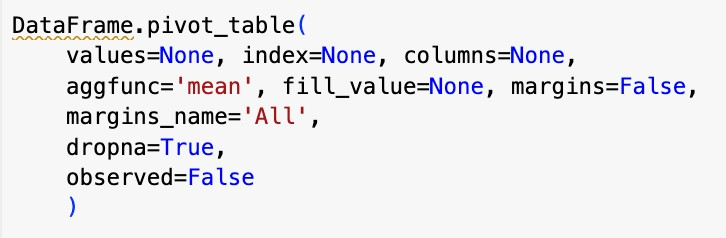 DataFrame.pivot_table(
    values=None, index=None, columns=None,
    aggfunc='mean', fill_value=None, margins=False,
    margins_name='All',
    dropna=True,
    observed=False
    )